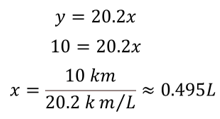 y = 20.2x
10 = 20.2x
x = 10 km / 20.2 k m/L ≈ 0.495L